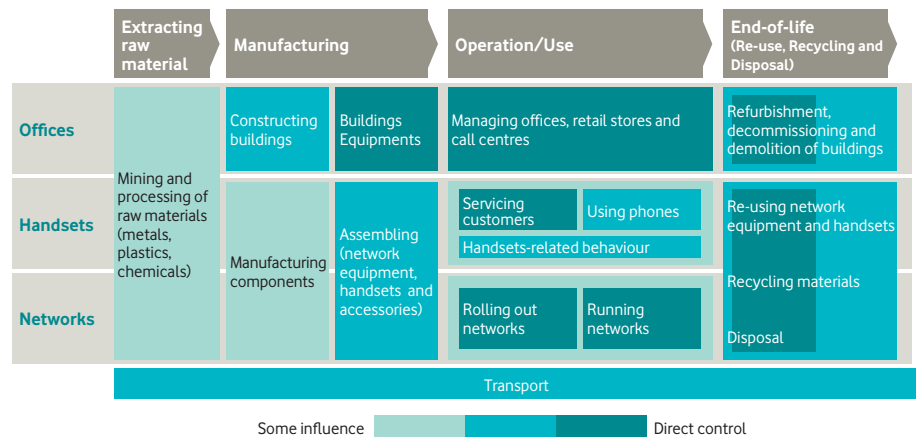 Extracting
raw
material
Manufacturing
Operation/Use
End-of-life
(Re-use, Recycling and
Disposal)
Offices
Handsets
Networks
Mining and
processing of
raw materials
(metals,
plastics,
chemicals)
Constructing
buildings
Buildings
Equipments
Managing offices, retail stores and
call centres
Refurbishment,
decommissioning and
demolition of buildings
Manufacturing
components
Assembling
(network
equipment,
handsets and
accessories)
Servicing
customers
Using phones
Handsets-related behaviour
Rolling out
networks
Running
networks
Re-using network
equipment and handsets
Recycling materials
Disposal
Transport
Some influence
Direct control